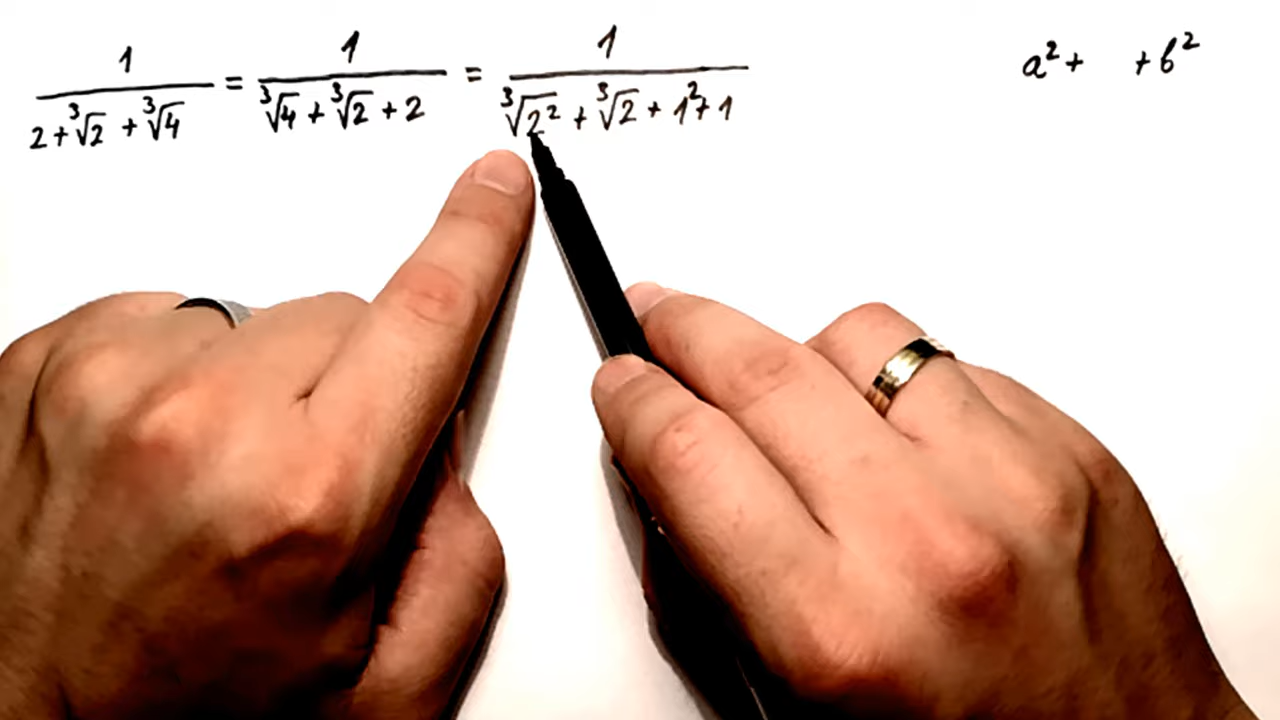 1/(2+∛2+∛4) = 1/(∛4+∛2+2) = 1/(∛(2²)+∛2+1²+1)
a²+ +b²